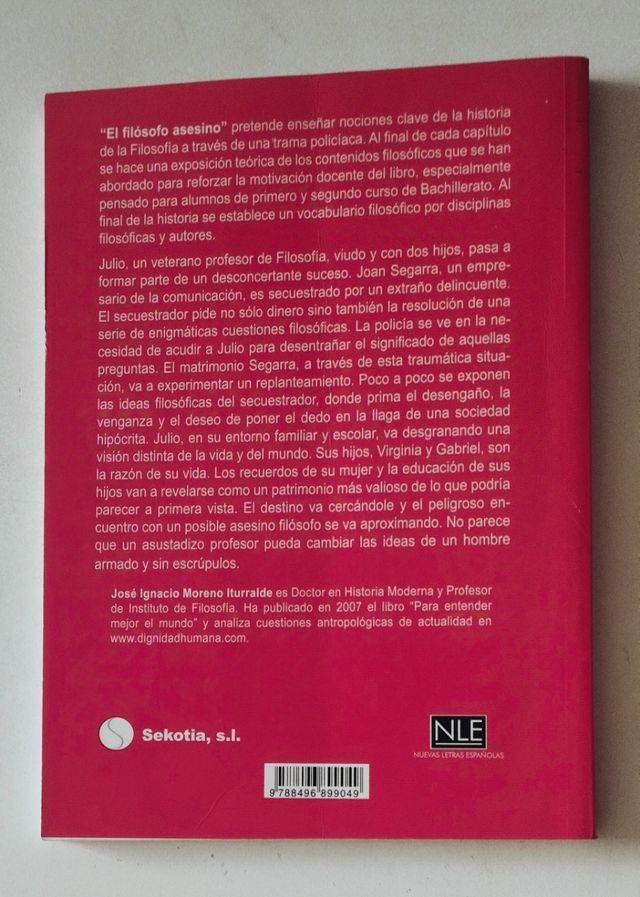 "El filósofo asesino" pretende enseñar nociones clave de la historia
de la Filosofía a través de una trama policíaca. Al final de cada capítulo
se hace una exposición teórica de los contenidos filosóficos que se han
abordado para reforzar la motivación docente del libro, especialmente
pensado para alumnos de primero y segundo curso de Bachillerato. Al
final de la historia se establece un vocabulario filosófico por disciplinas
filosóficas y autores.
Julio, un veterano profesor de Filosofía, viudo y con dos hijos, pasa a
formar parte de un desconcertante suceso. Joan Segarra, un empre-
sario de la comunicación, es secuestrado por un extraño delincuente.
El secuestrador pide no sólo dinero sino también la resolución de una
serie de enigmáticas cuestiones filosóficas. La policía se ve en la ne-
cesidad de acudir a Julio para desentrañar el significado de aquellas
preguntas. El matrimonio Segarra, a través de esta traumática situa-
ción, va a experimentar un replanteamiento. Poco a poco se exponen
las ideas filosóficas del secuestrador, donde prima el desengaño, la
venganza y el deseo de poner el dedo en la llaga de una sociedad
hipócrita. Julio, en su entorno familiar y escolar, va desgranando una
visión distinta de la vida y del mundo. Sus hijos, Virginia y Gabriel, son
la razón de su vida. Los recuerdos de su mujer y la educación de sus
hijos van a revelarse como un patrimonio más valioso de lo que podría
parecer a primera vista. El destino va cercándole y el peligroso en-
cuentro con un posible asesino filósofo se va aproximando. No parece
que un asustadizo profesor pueda cambiar las ideas de un hombre
armado y sin escrúpulos.
José Ignacio Moreno Iturralde es Doctor en Historia Moderna y Profesor
de Instituto de Filosofía. Ha publicado en 2007 el libro "Para entender
mejor el mundo" y analiza cuestiones antropológicas de actualidad en
www.dignidadhumana.com.
Sekotia, s.l.
NLE
NUEVAS LETRAS ESPAÑOLAS
9 788496 899049